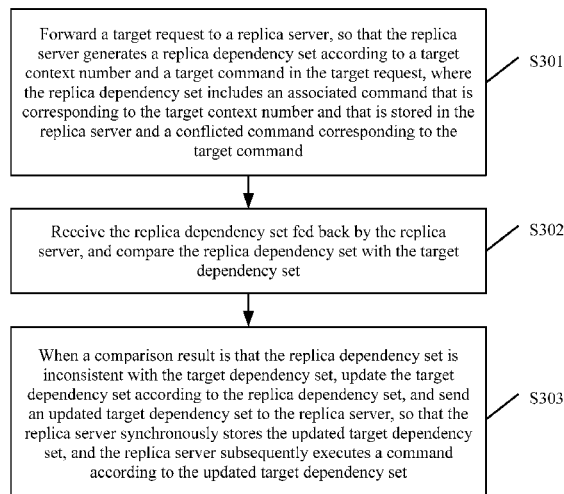 Forward a target request to a replica server, so that the replica
server generates a replica dependency set according to a target
context number and a target command in the target request, where
the replica dependency set includes an associated command that is
corresponding to the target context number and that is stored in the
replica server and a conflicted command corresponding to the
target command
S301
Receive the replica dependency set fed back by the replica
server, and compare the replica dependency set with the target
dependency set
S302
When a comparison result is that the replica dependency set is
inconsistent with the target dependency set, update the target
dependency set according to the replica dependency set, and send
an updated target dependency set to the replica server, so that the
replica server synchronously stores the updated target dependency
set, and the replica server subsequently executes a command
according to the updated target dependency set
S303